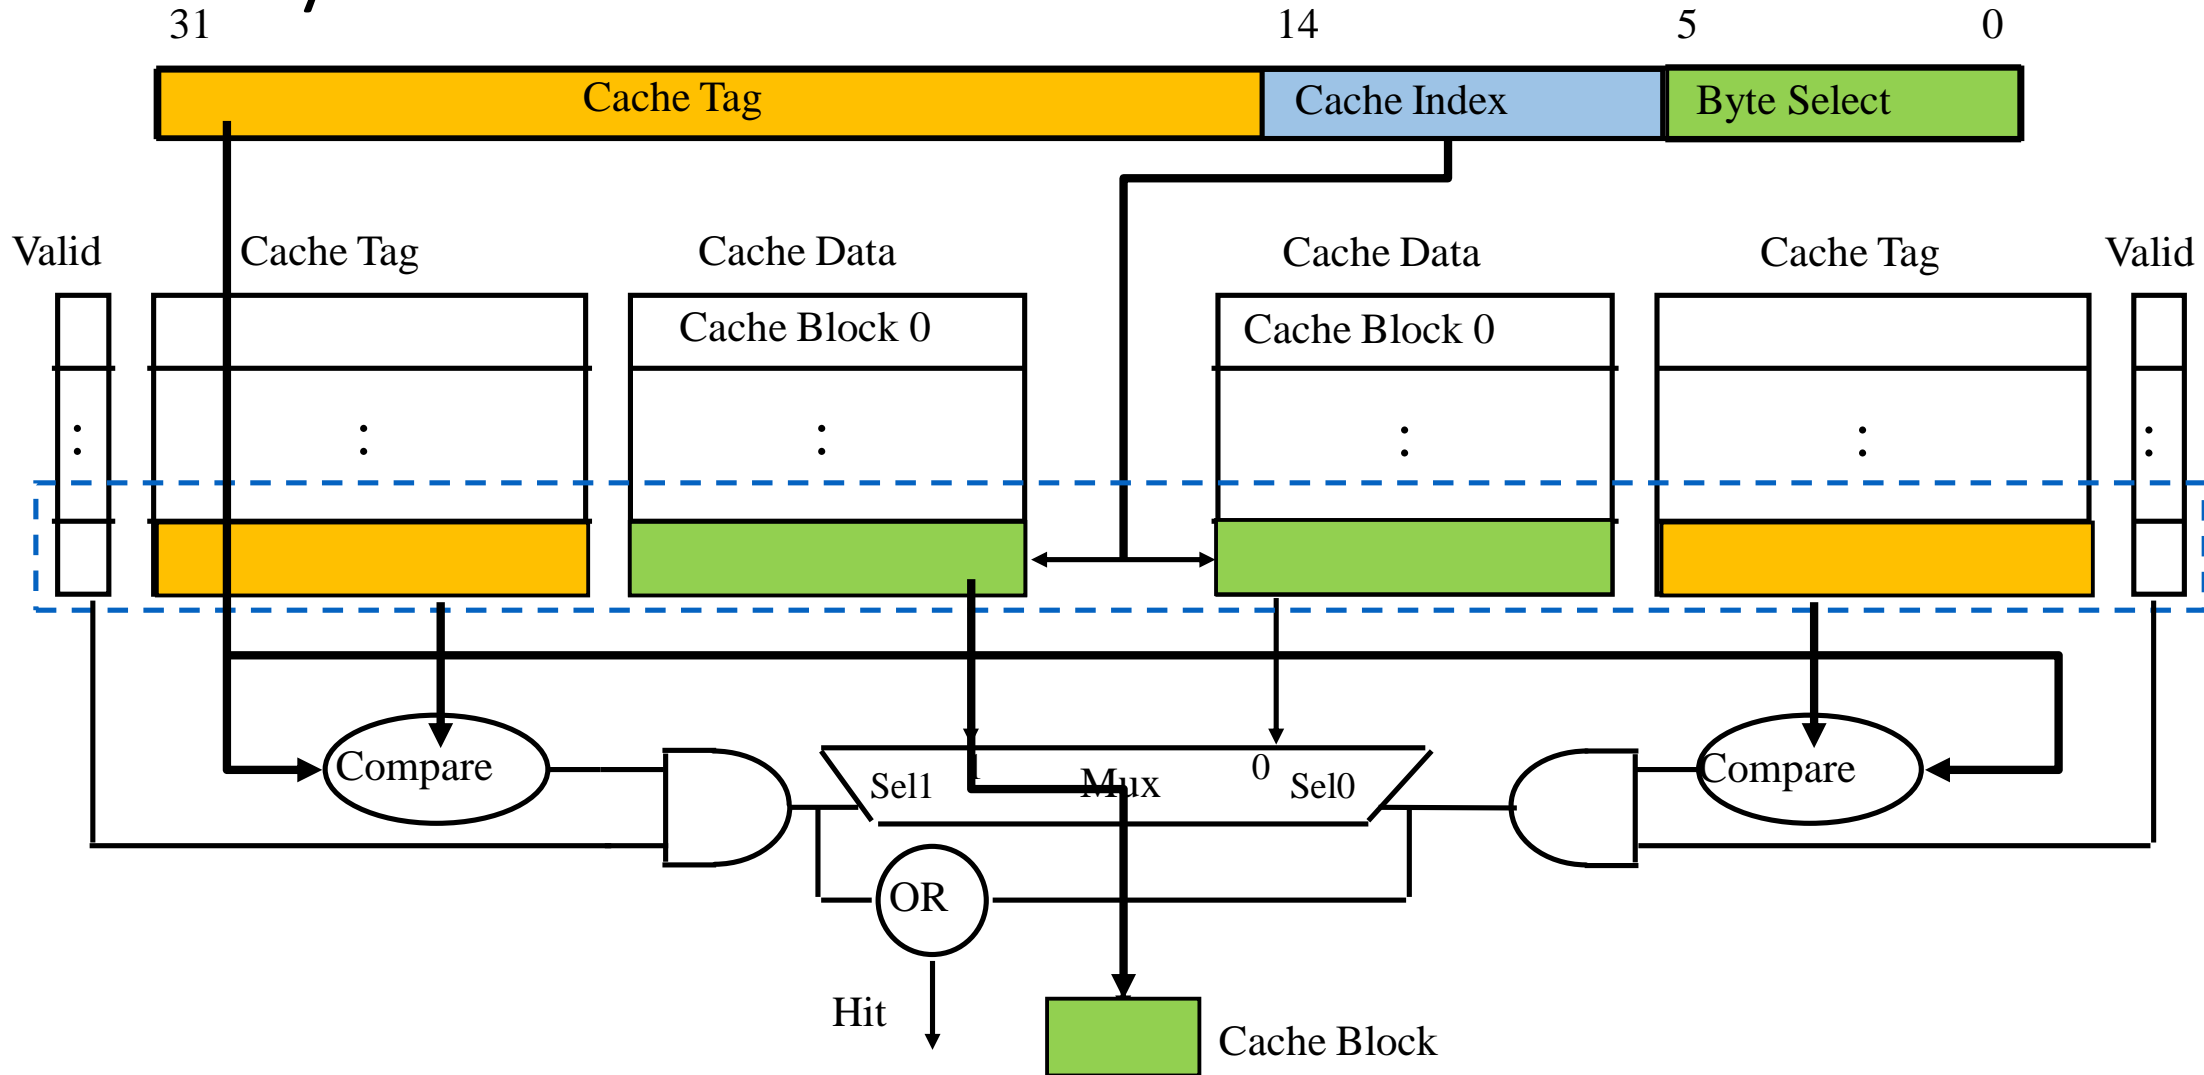 31 14 5 0
Cache Tag Cache Index Byte Select
Valid Cache Tag Cache Data Cache Data Cache Tag Valid
Cache Block 0 Cache Block 0
: : : : : :
Compare Sel1 1 Mux 0 Sel0 Compare
OR
Hit
Cache Block